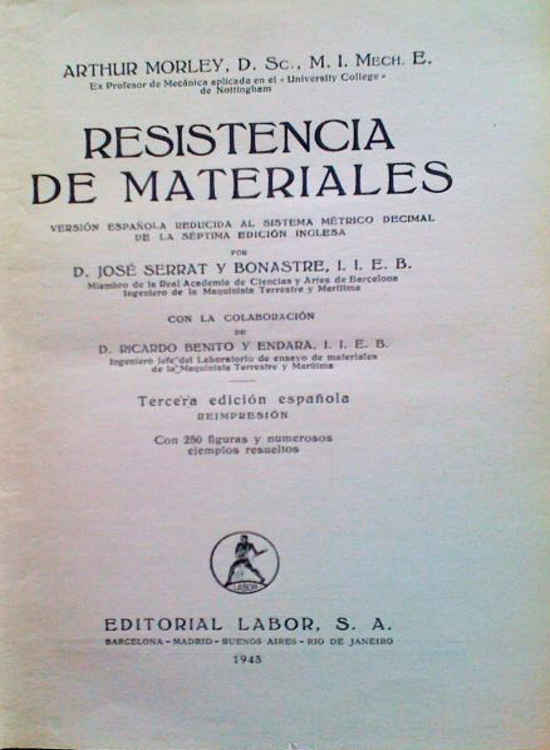 ARTHUR MORLEY, D. Sc., M. I. MECH. E.
Ex Profesor de Mecánica aplicada en el « University College »
de Nottingham
RESISTENCIA
DE MATERIALES
VERSIÓN ESPAÑOLA REDUCIDA AL SISTEMA MÉTRICO DECIMAL
DE LA SÉPTIMA EDICIÓN INGLESA
POR
D. JOSÉ SERRAT Y BONASTRE, I. I. E. B.
Miembro de la Real Academia de Ciencias y Artes de Barcelona
Ingeniero de la Maquinista Terrestre y Marítima
CON LA COLABORACIÓN
DE
D. RICARDO BENITO Y ENDARA, I. I. E. B.
Ingeniero jefe del Laboratorio de ensayo de materiales
de la Maquinista Terrestre y Marítima
Tercera edición española
REIMPRESIÓN
Con 250 figuras y numerosos
ejemplos resueltos
LABOR
EDITORIAL LABOR, S. A.
BARCELONA - MADRID - BUENOS AIRES - RIO DE JANEIRO
1945